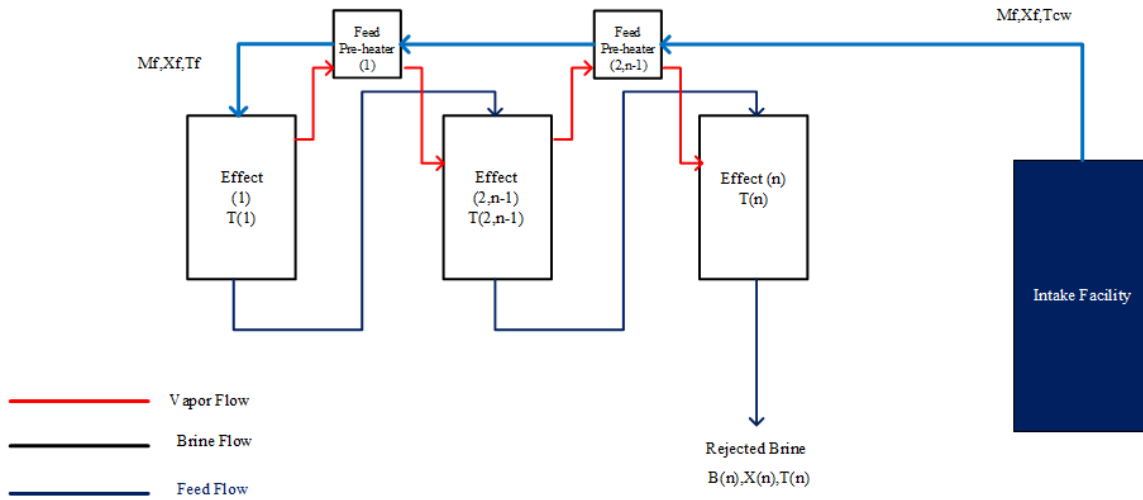 Mf,Xf,Tcw
Feed
Pre-heater
(1)
Feed
Pre-heater
(2,n-1)
Mf,Xf,Tf
Effect
(1)
T(1)
Effect
(2,n-1)
T(2,n-1)
Effect (n)
T(n)
Intake Facility
Vapor Flow
Brine Flow
Feed Flow
Rejected Brine
B(n),X(n),T(n)